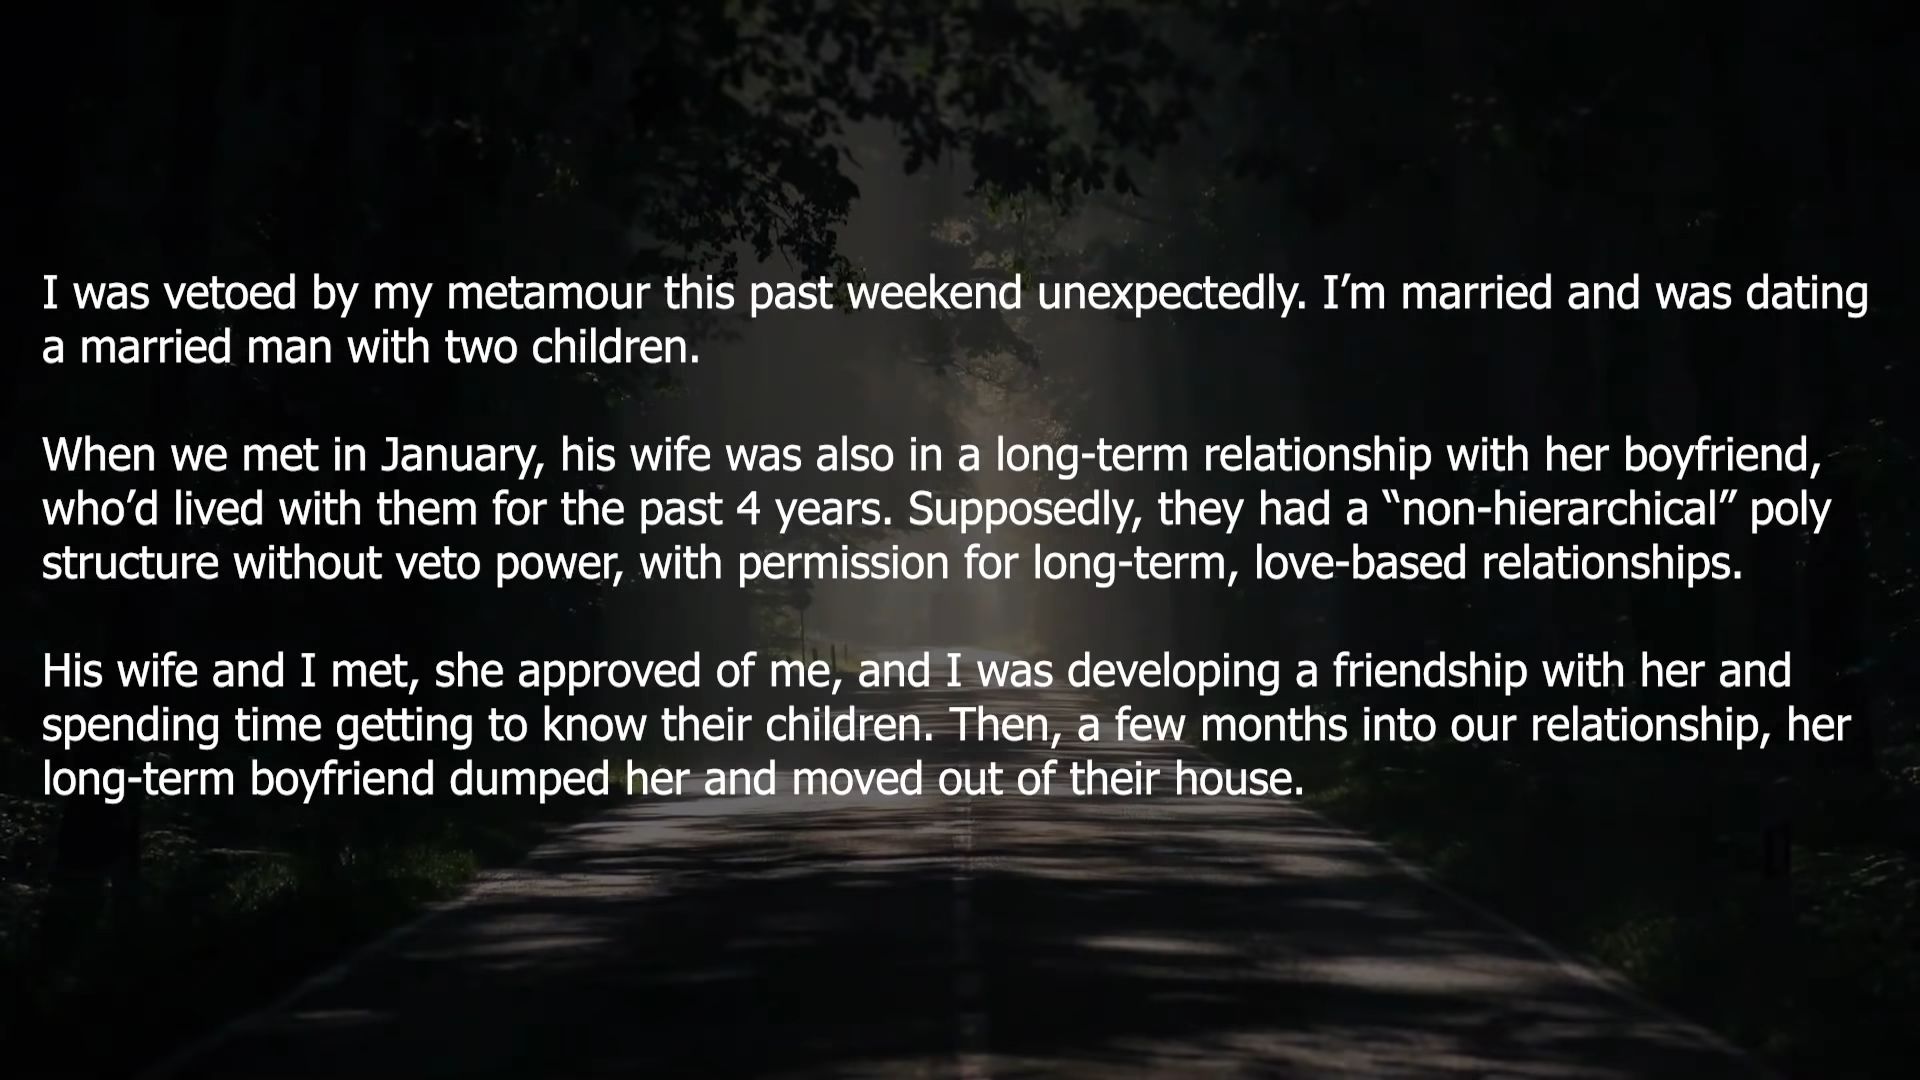 I was vetoed by my metamour this past weekend unexpectedly. I’m married and was dating
a married man with two children.
When we met in January, his wife was also in a long-term relationship with her boyfriend,
who’d lived with them for the past 4 years. Supposedly, they had a “non-hierarchical” poly
structure without veto power, with permission for long-term, love-based relationships.
His wife and I met, she approved of me, and I was developing a friendship with her and
spending time getting to know their children. Then, a few months into our relationship, her
long-term boyfriend dumped her and moved out of their house.